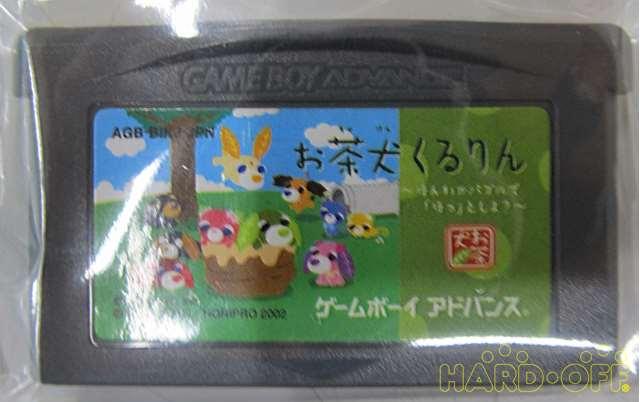 GAME BOY ADVANCE
AGB-BIKJ-JPN
お茶犬くるりん
〜ほんわかパズルで
「ほっ」としよう〜
お茶犬
HORIPRO 2002
ゲームボーイ アドバンス
HARD・OFF